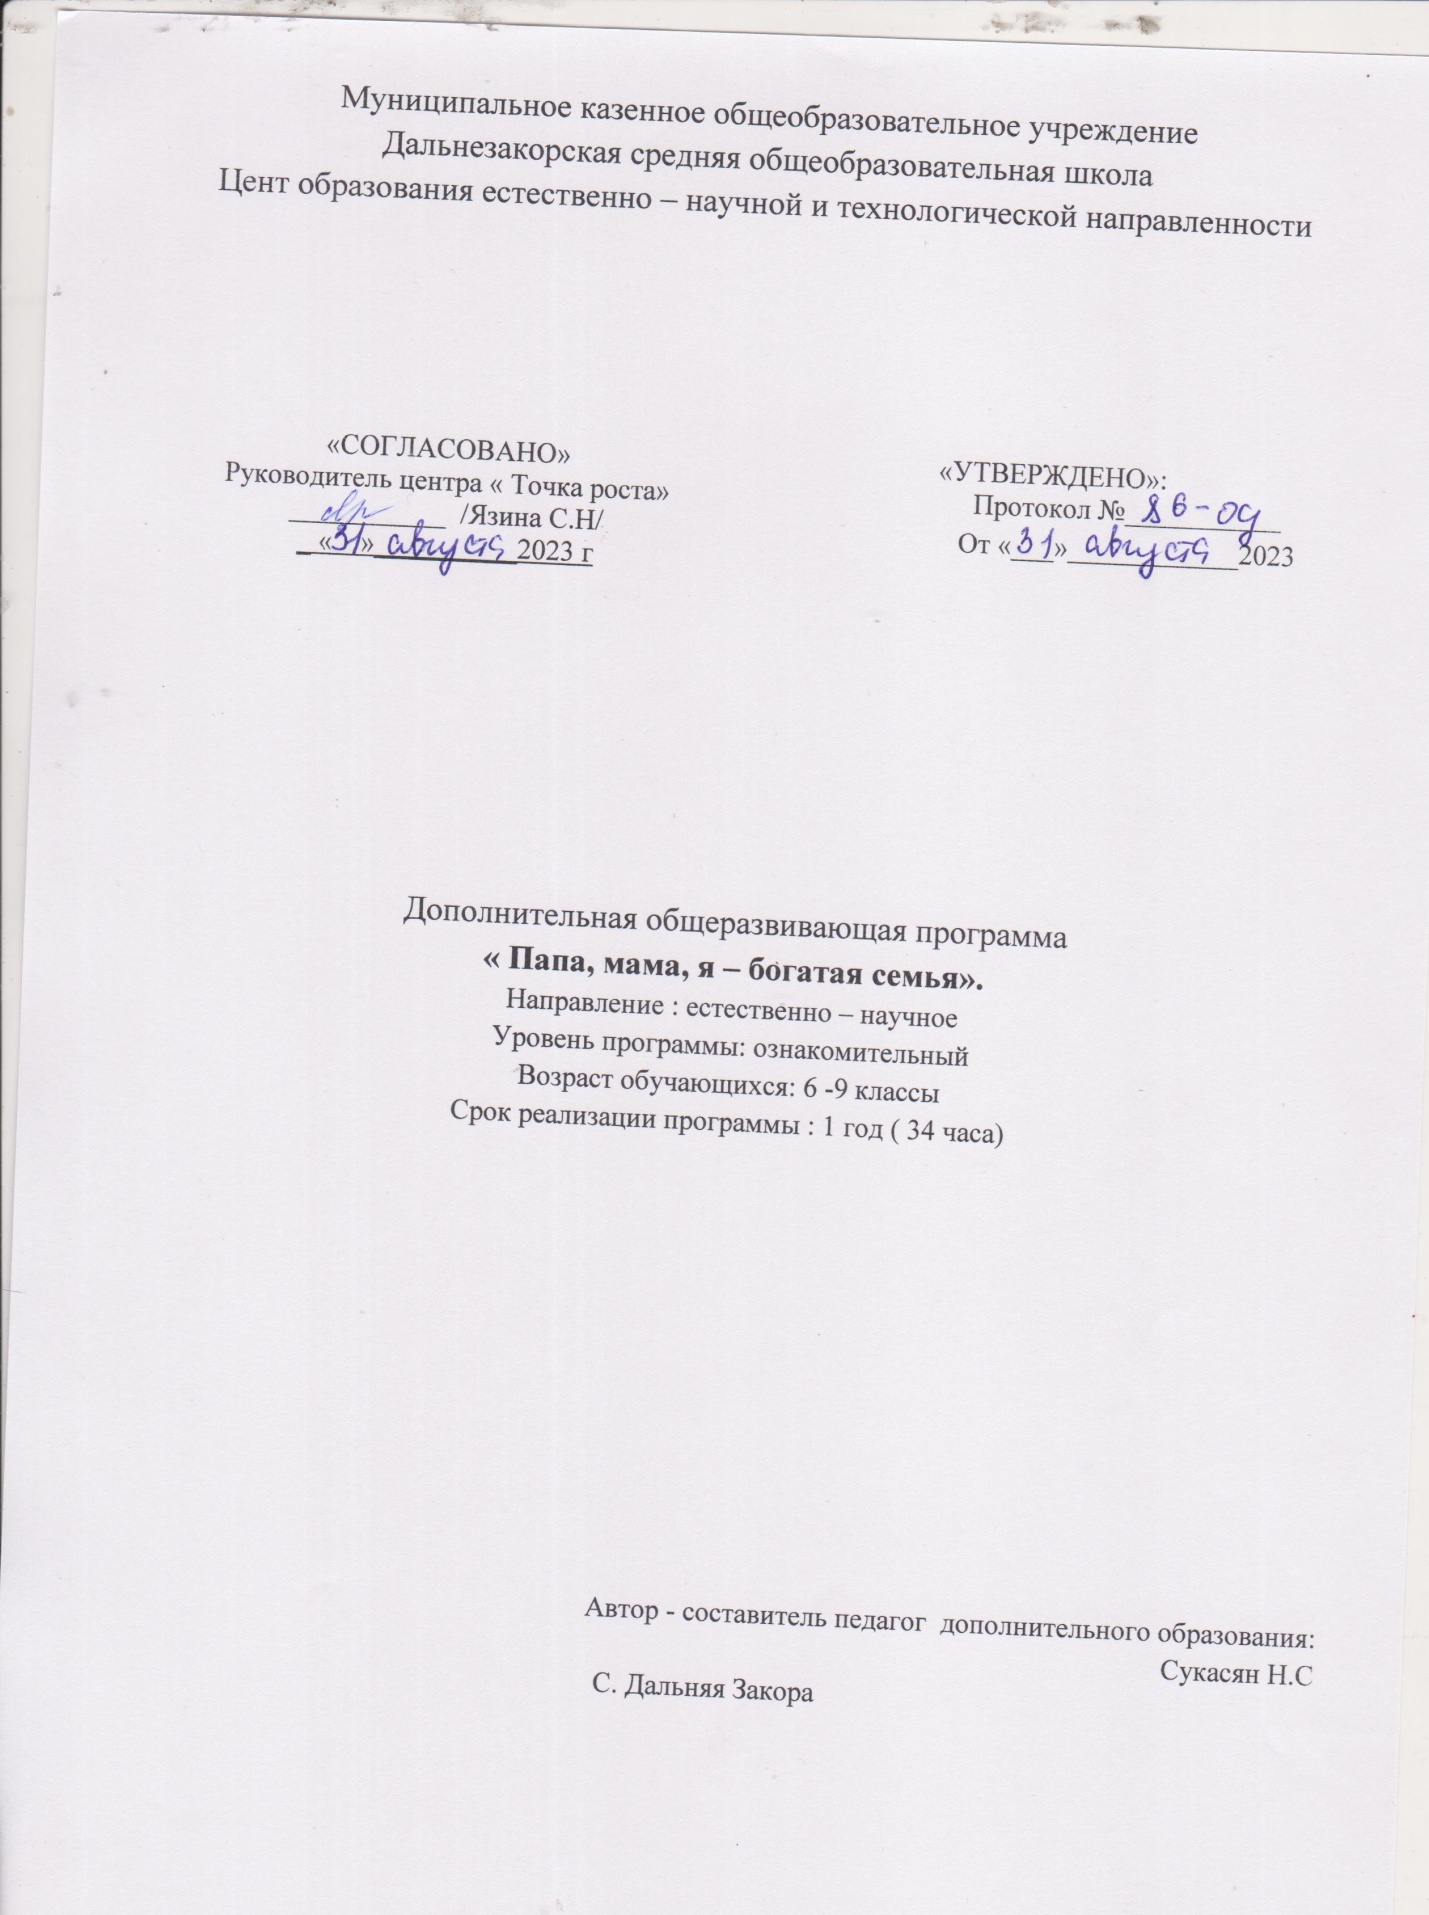 Муниципальное казенное общеобразовательное учреждение
Дальнезакорская средняя общеобразовательная школа
Цент образования естественно – научной и технологической направленности
«СОГЛАСОВАНО»
Руководитель центра « Точка роста»
/Язина С.Н/
«31» августа 2023 г
«УТВЕРЖДЕНО»:
Протокол № 86-од
От «31» августа 2023
Дополнительная общеразвивающая программа
« Папа, мама, я – богатая семья».
Направление : естественно – научное
Уровень программы: ознакомительный
Возраст обучающихся: 6 -9 классы
Срок реализации программы : 1 год ( 34 часа)
Автор - составитель педагог дополнительного образования:
Сукасян Н.С
С. Дальняя Закора